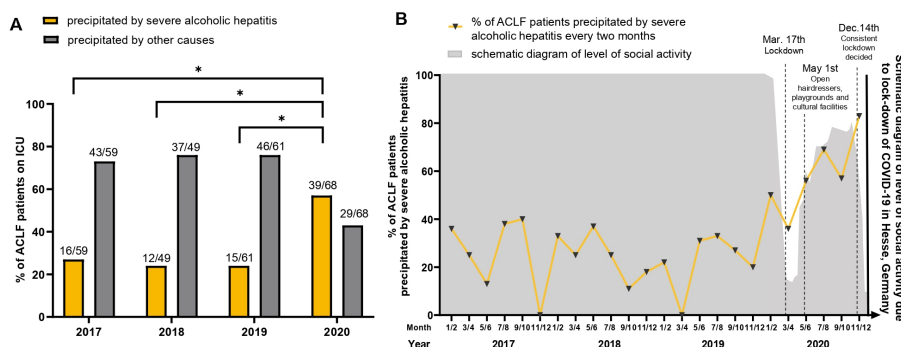 A
precipitated by severe alcoholic hepatitis
precipitated by other causes
% of ACLF patients on ICU
100
80
60
40
20
0
*
*
*
16/59
43/59
12/49
37/49
15/61
46/61
39/68
29/68
2017
2018
2019
2020
B
% of ACLF patients precipitated by severe
alcoholic hepatitis every two months
schematic diagram of level of social activity
Mar. 17th
Lockdown
May 1st
Open
hairdressers,
playgrounds and
cultural facilities
Dec.14th
Consistent
lockdown
decided
% of ACLF patients
precipitated by severe alcoholic hepatitis
100
80
60
40
20
0
Schematic diagram of level of social activity due
to lock-down of COVID-19 in Hesse, Germany
Month 1/2 3/4 5/6 7/8 9/10 11/12 1/2 3/4 5/6 7/8 9/10 11/12 1/2 3/4 5/6 7/8 9/10 11/12 1/2 3/4 5/6 7/8 9/10 11/12
Year 2017 2018 2019 2020